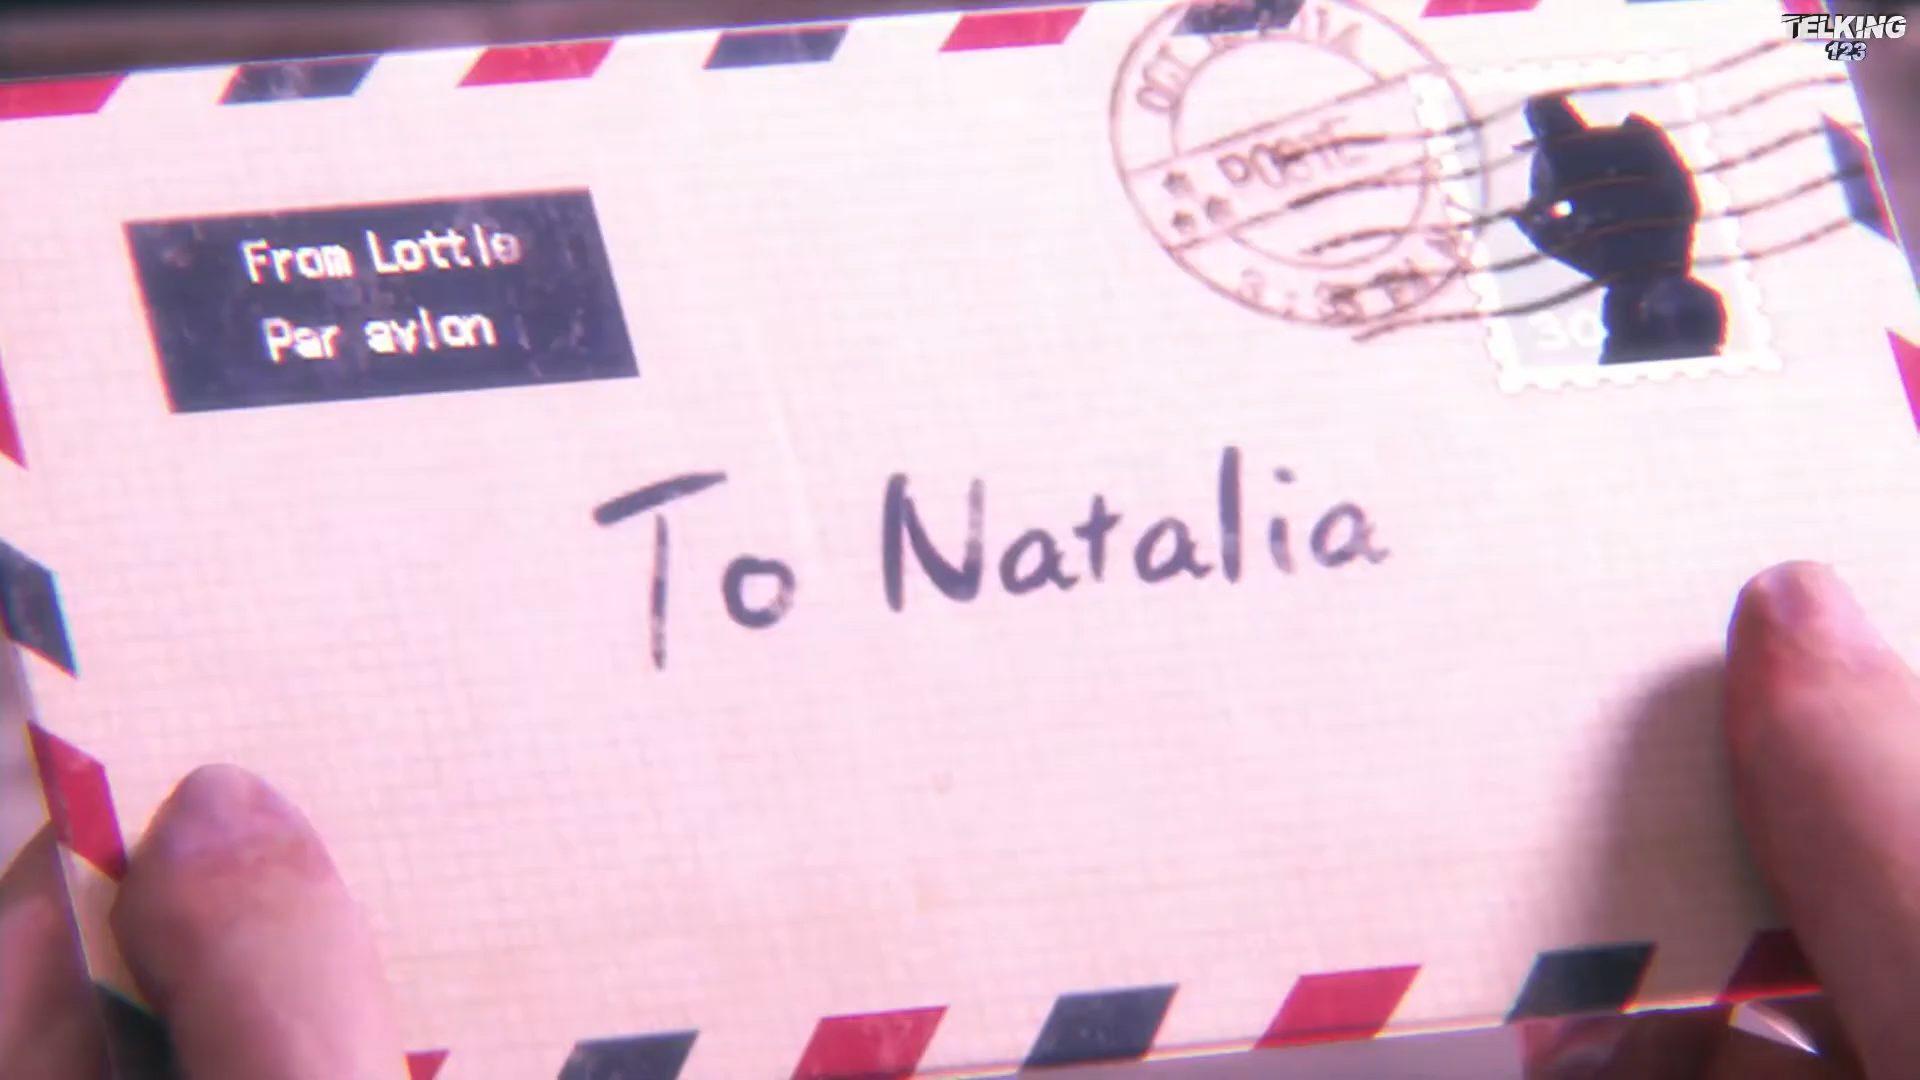 TELKING
123
POSTE
30
From Lottie
Par avion
To Natalia